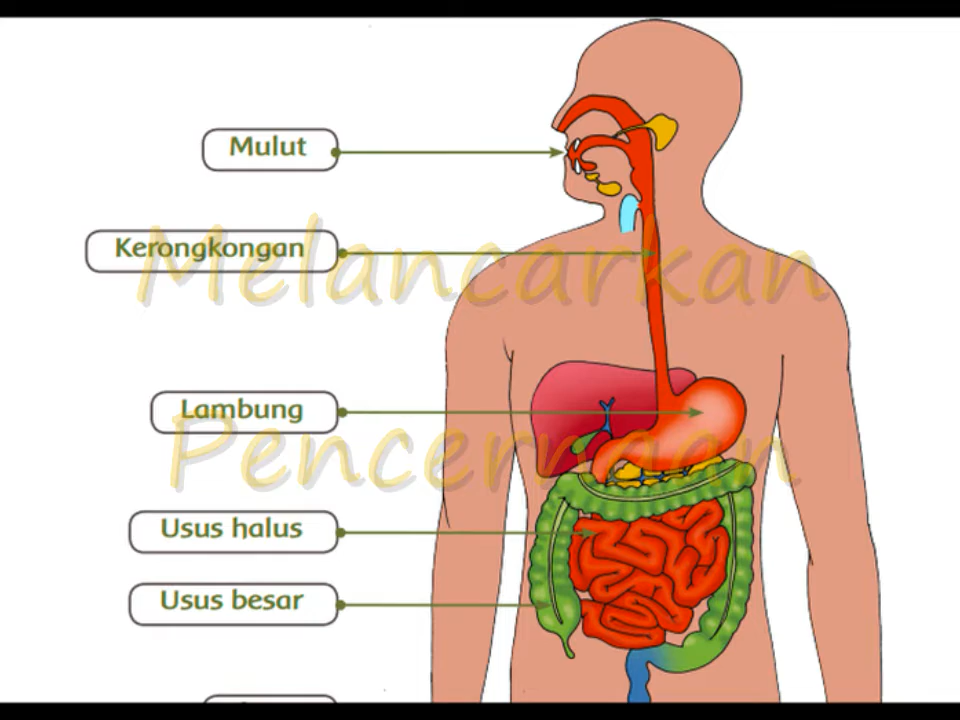 Mulut
Kerongkongan
Melancarkan
Lambung
Pencernaan
Usus halus
Usus besar